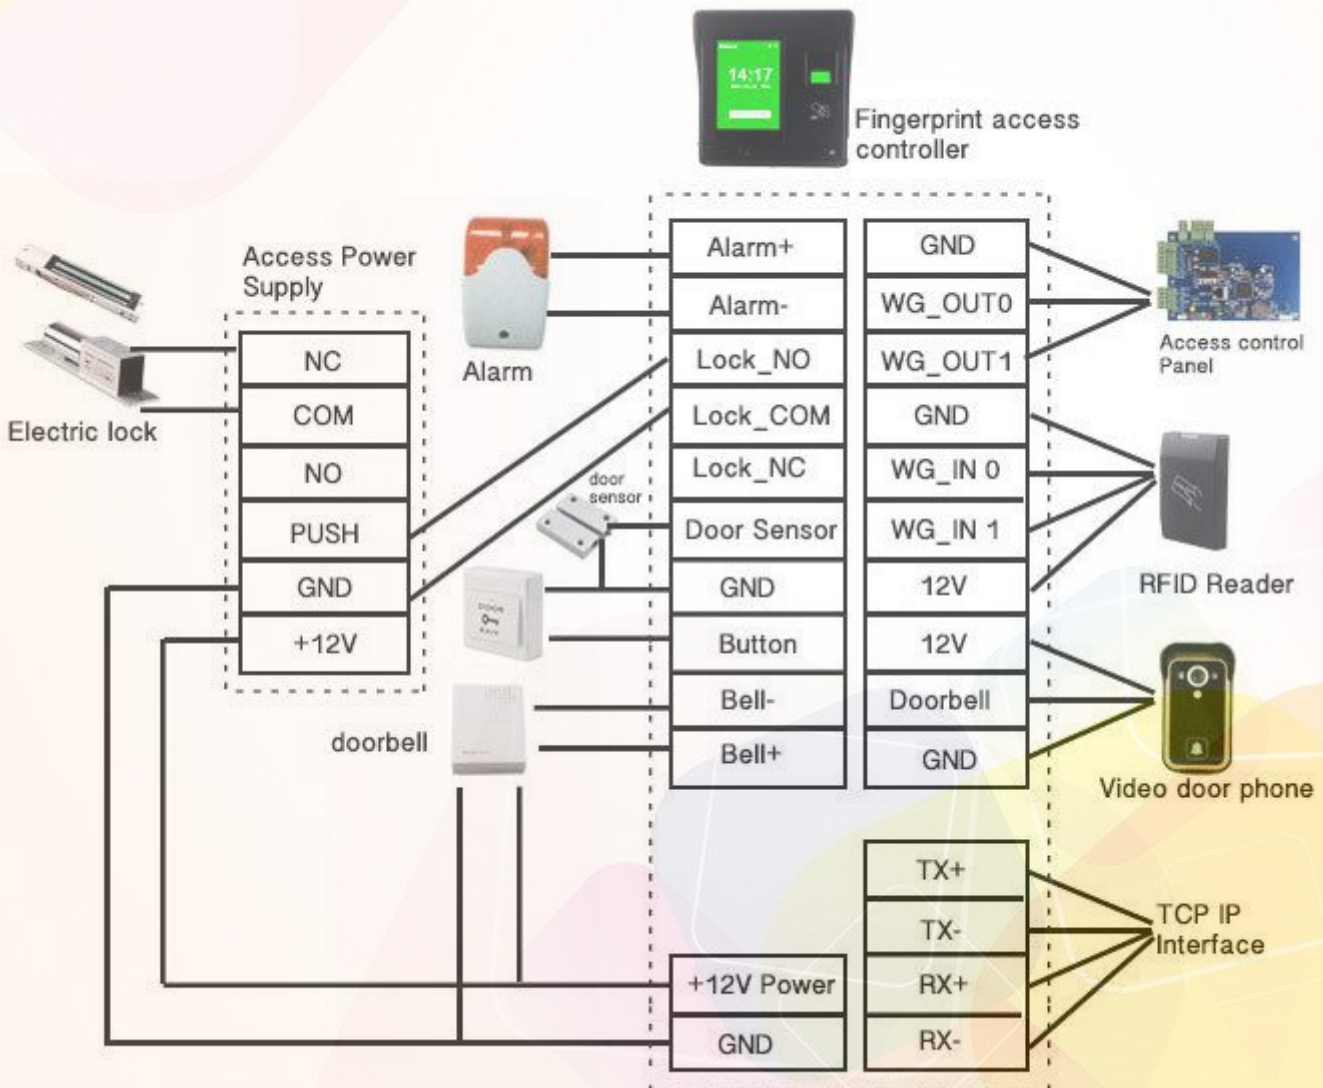 14:17
Fingerprint access
controller
Access Power
Supply
NC
COM
NO
PUSH
GND
+12V
Electric lock
Alarm
door
sensor
DOOR
doorbell
Alarm+
Alarm-
Lock_NO
Lock_COM
Lock_NC
Door Sensor
GND
Button
Bell-
Bell+
+12V Power
GND
GND
WG_OUT0
WG_OUT1
GND
WG_IN 0
WG_IN 1
12V
12V
Doorbell
GND
TX+
TX-
RX+
RX-
Access control
Panel
RFID Reader
Video door phone
TCP IP
Interface